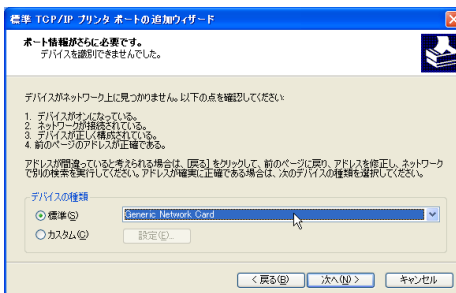 標準 TCP/IP プリンタ ポートの追加ウィザード
ポート情報がさらに必要です。
デバイスを識別できませんでした。
デバイスがネットワーク上に見つかりません。以下の点を確認してください:
1. デバイスがオンになっている。
2. ネットワークが接続されている。
3. デバイスが正しく構成されている。
4. 前のページのアドレスが正確である。
アドレスが間違っていると考えられる場合は、[戻る] をクリックして、前のページに戻り、アドレスを修正し、ネットワーク
で別の検索を実行してください。アドレスが確実に正確である場合は、次のデバイスの種類を選択してください。
デバイスの種類
標準(S)
Generic Network Card
カスタム(C)
設定(E)...
< 戻る(B)
次へ(N) >
キャンセル